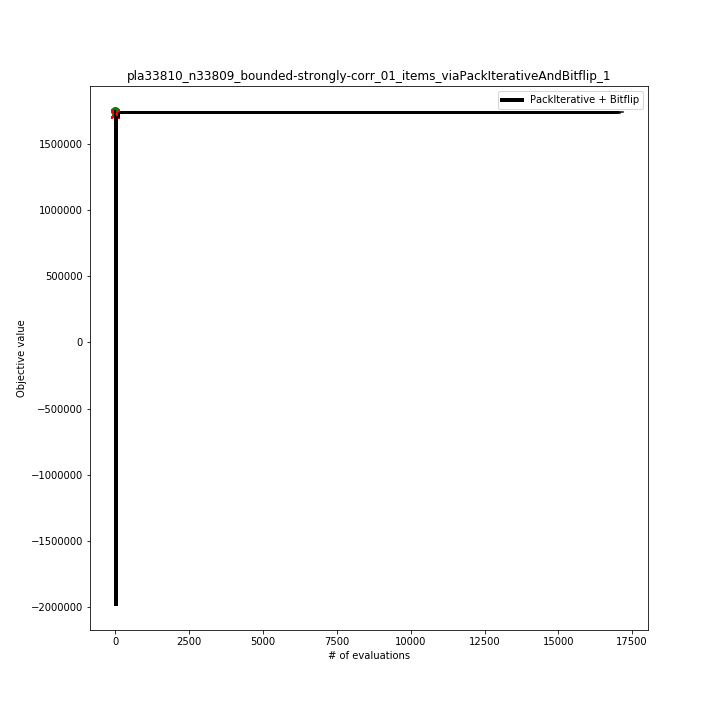 pla33810_n33809_bounded-strongly-corr_01_items_viaPackIterativeAndBitflip_1
PackIterative + Bitflip
1500000
1000000
500000
0
−500000
−1000000
−1500000
−2000000
Objective value
0 2500 5000 7500 10000 12500 15000 17500
# of evaluations